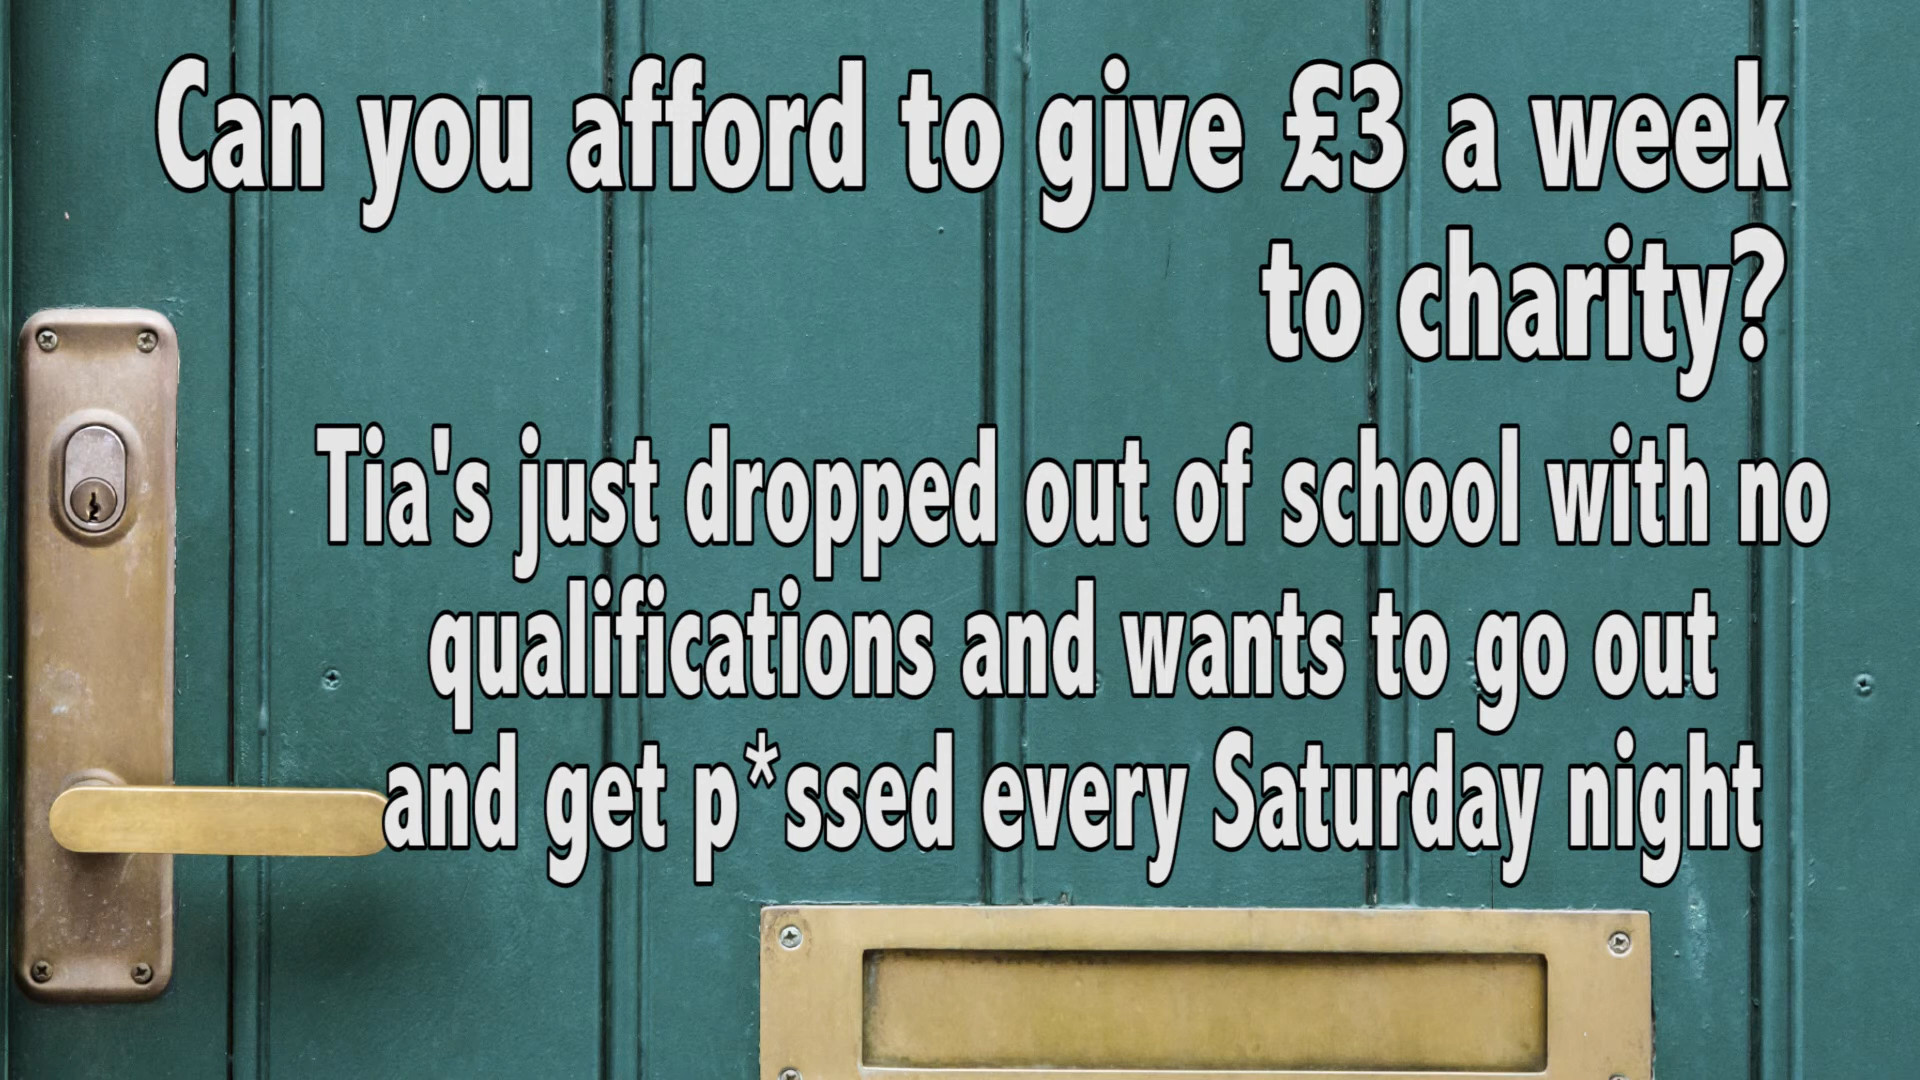 Can you afford to give £3 a week
to charity?
Tia's just dropped out of school with no
qualifications and wants to go out
and get p*ssed every Saturday night